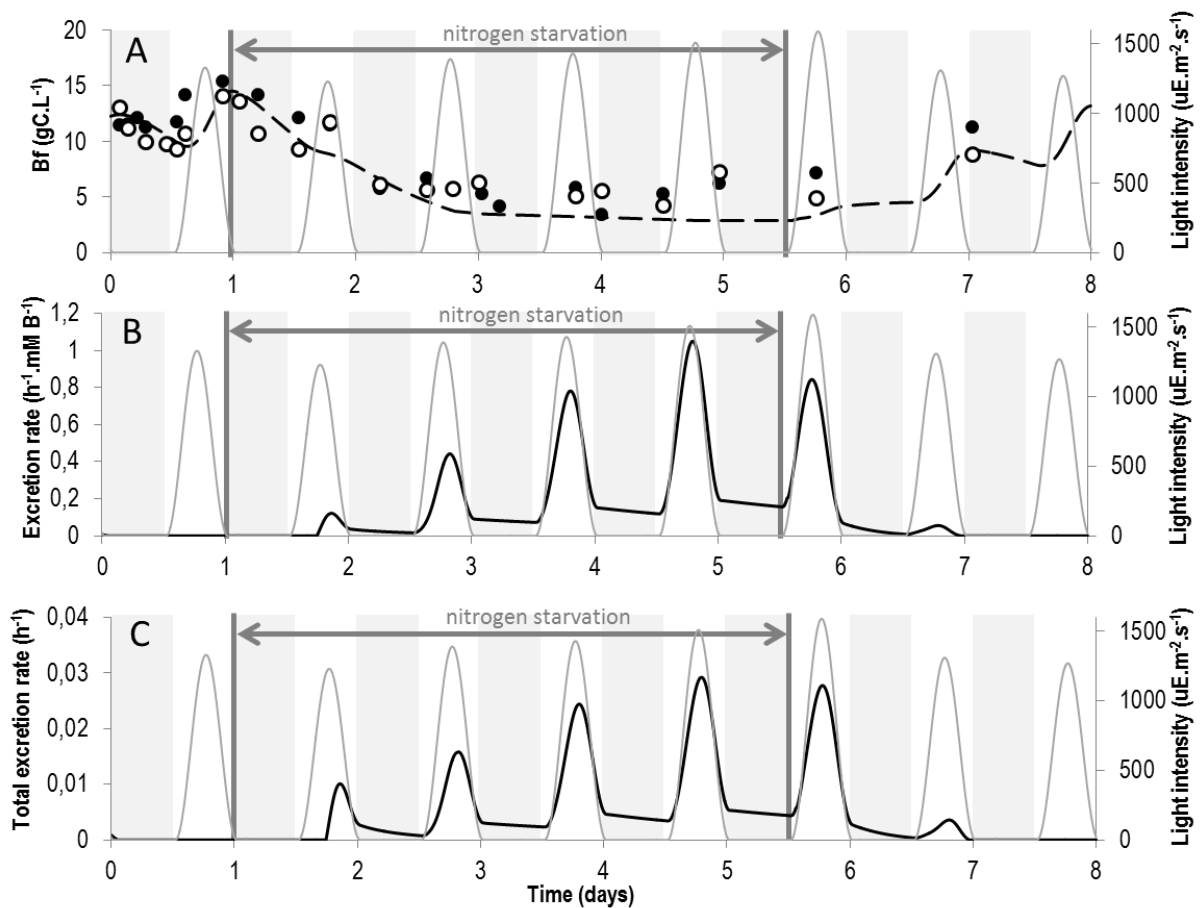 A
nitrogen starvation
Bf (gC.L⁻¹)
20
15
10
5
0
1500
1000
500
0
Light intensity (uE.m⁻².s⁻¹)
0 1 2 3 4 5 6 7 8
B
nitrogen starvation
Excretion rate (h⁻¹.mM B⁻¹)
1,2
1
0,8
0,6
0,4
0,2
0
1500
1000
500
0
Light intensity (uE.m⁻².s⁻¹)
0 1 2 3 4 5 6 7 8
C
nitrogen starvation
Total excretion rate (h⁻¹)
0,04
0,03
0,02
0,01
0
1500
1000
500
0
Light intensity (uE.m⁻².s⁻¹)
0 1 2 3 4 5 6 7 8
Time (days)